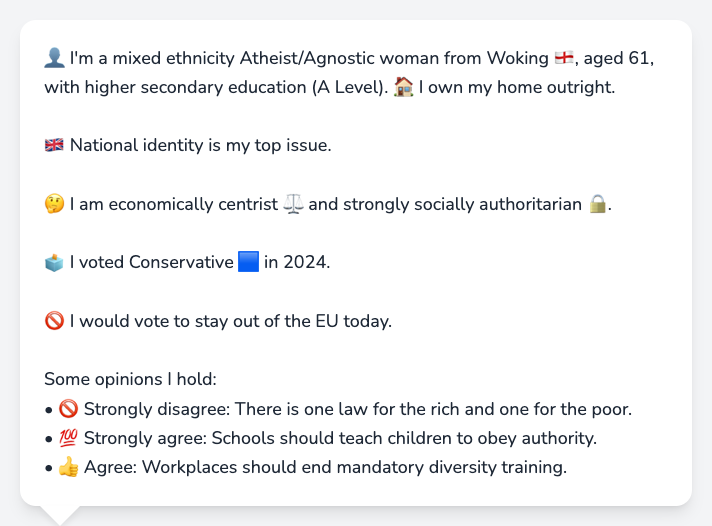 👤 I'm a mixed ethnicity Atheist/Agnostic woman from Woking 🏴󠁧󠁢󠁥󠁮󠁧󠁿, aged 61,
with higher secondary education (A Level). 🏠 I own my home outright.
🇬🇧 National identity is my top issue.
🤔 I am economically centrist ⚖️ and strongly socially authoritarian 🔒.
🗳️ I voted Conservative 🟦 in 2024.
🚫 I would vote to stay out of the EU today.
Some opinions I hold:
• 🚫 Strongly disagree: There is one law for the rich and one for the poor.
• 💯 Strongly agree: Schools should teach children to obey authority.
• 👍 Agree: Workplaces should end mandatory diversity training.